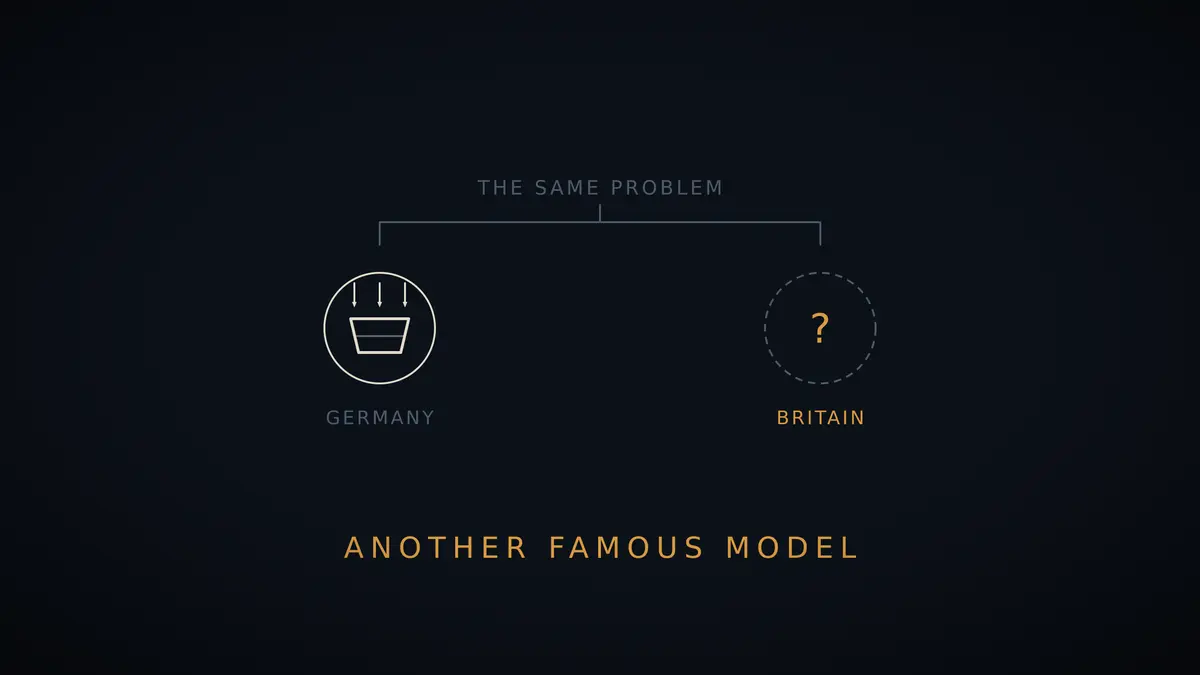 THE SAME PROBLEM
?
GERMANY
BRITAIN
ANOTHER FAMOUS MODEL